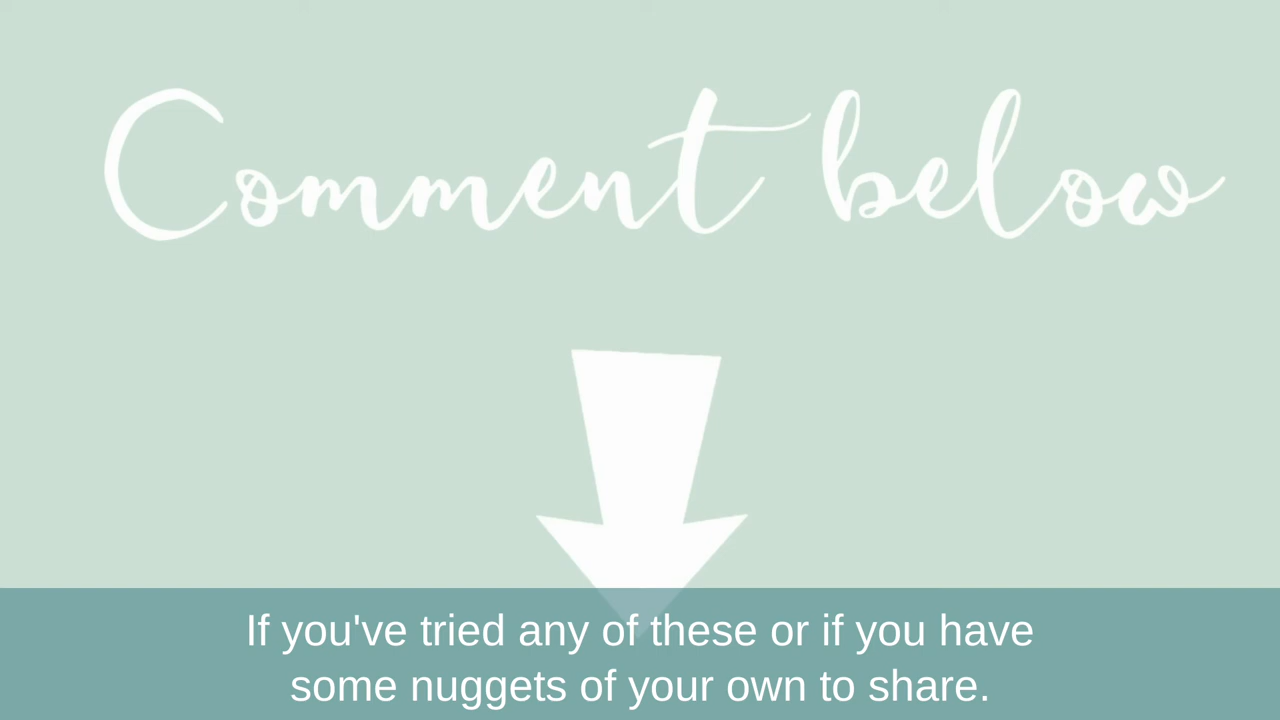 Comment below
If you've tried any of these or if you have
some nuggets of your own to share.